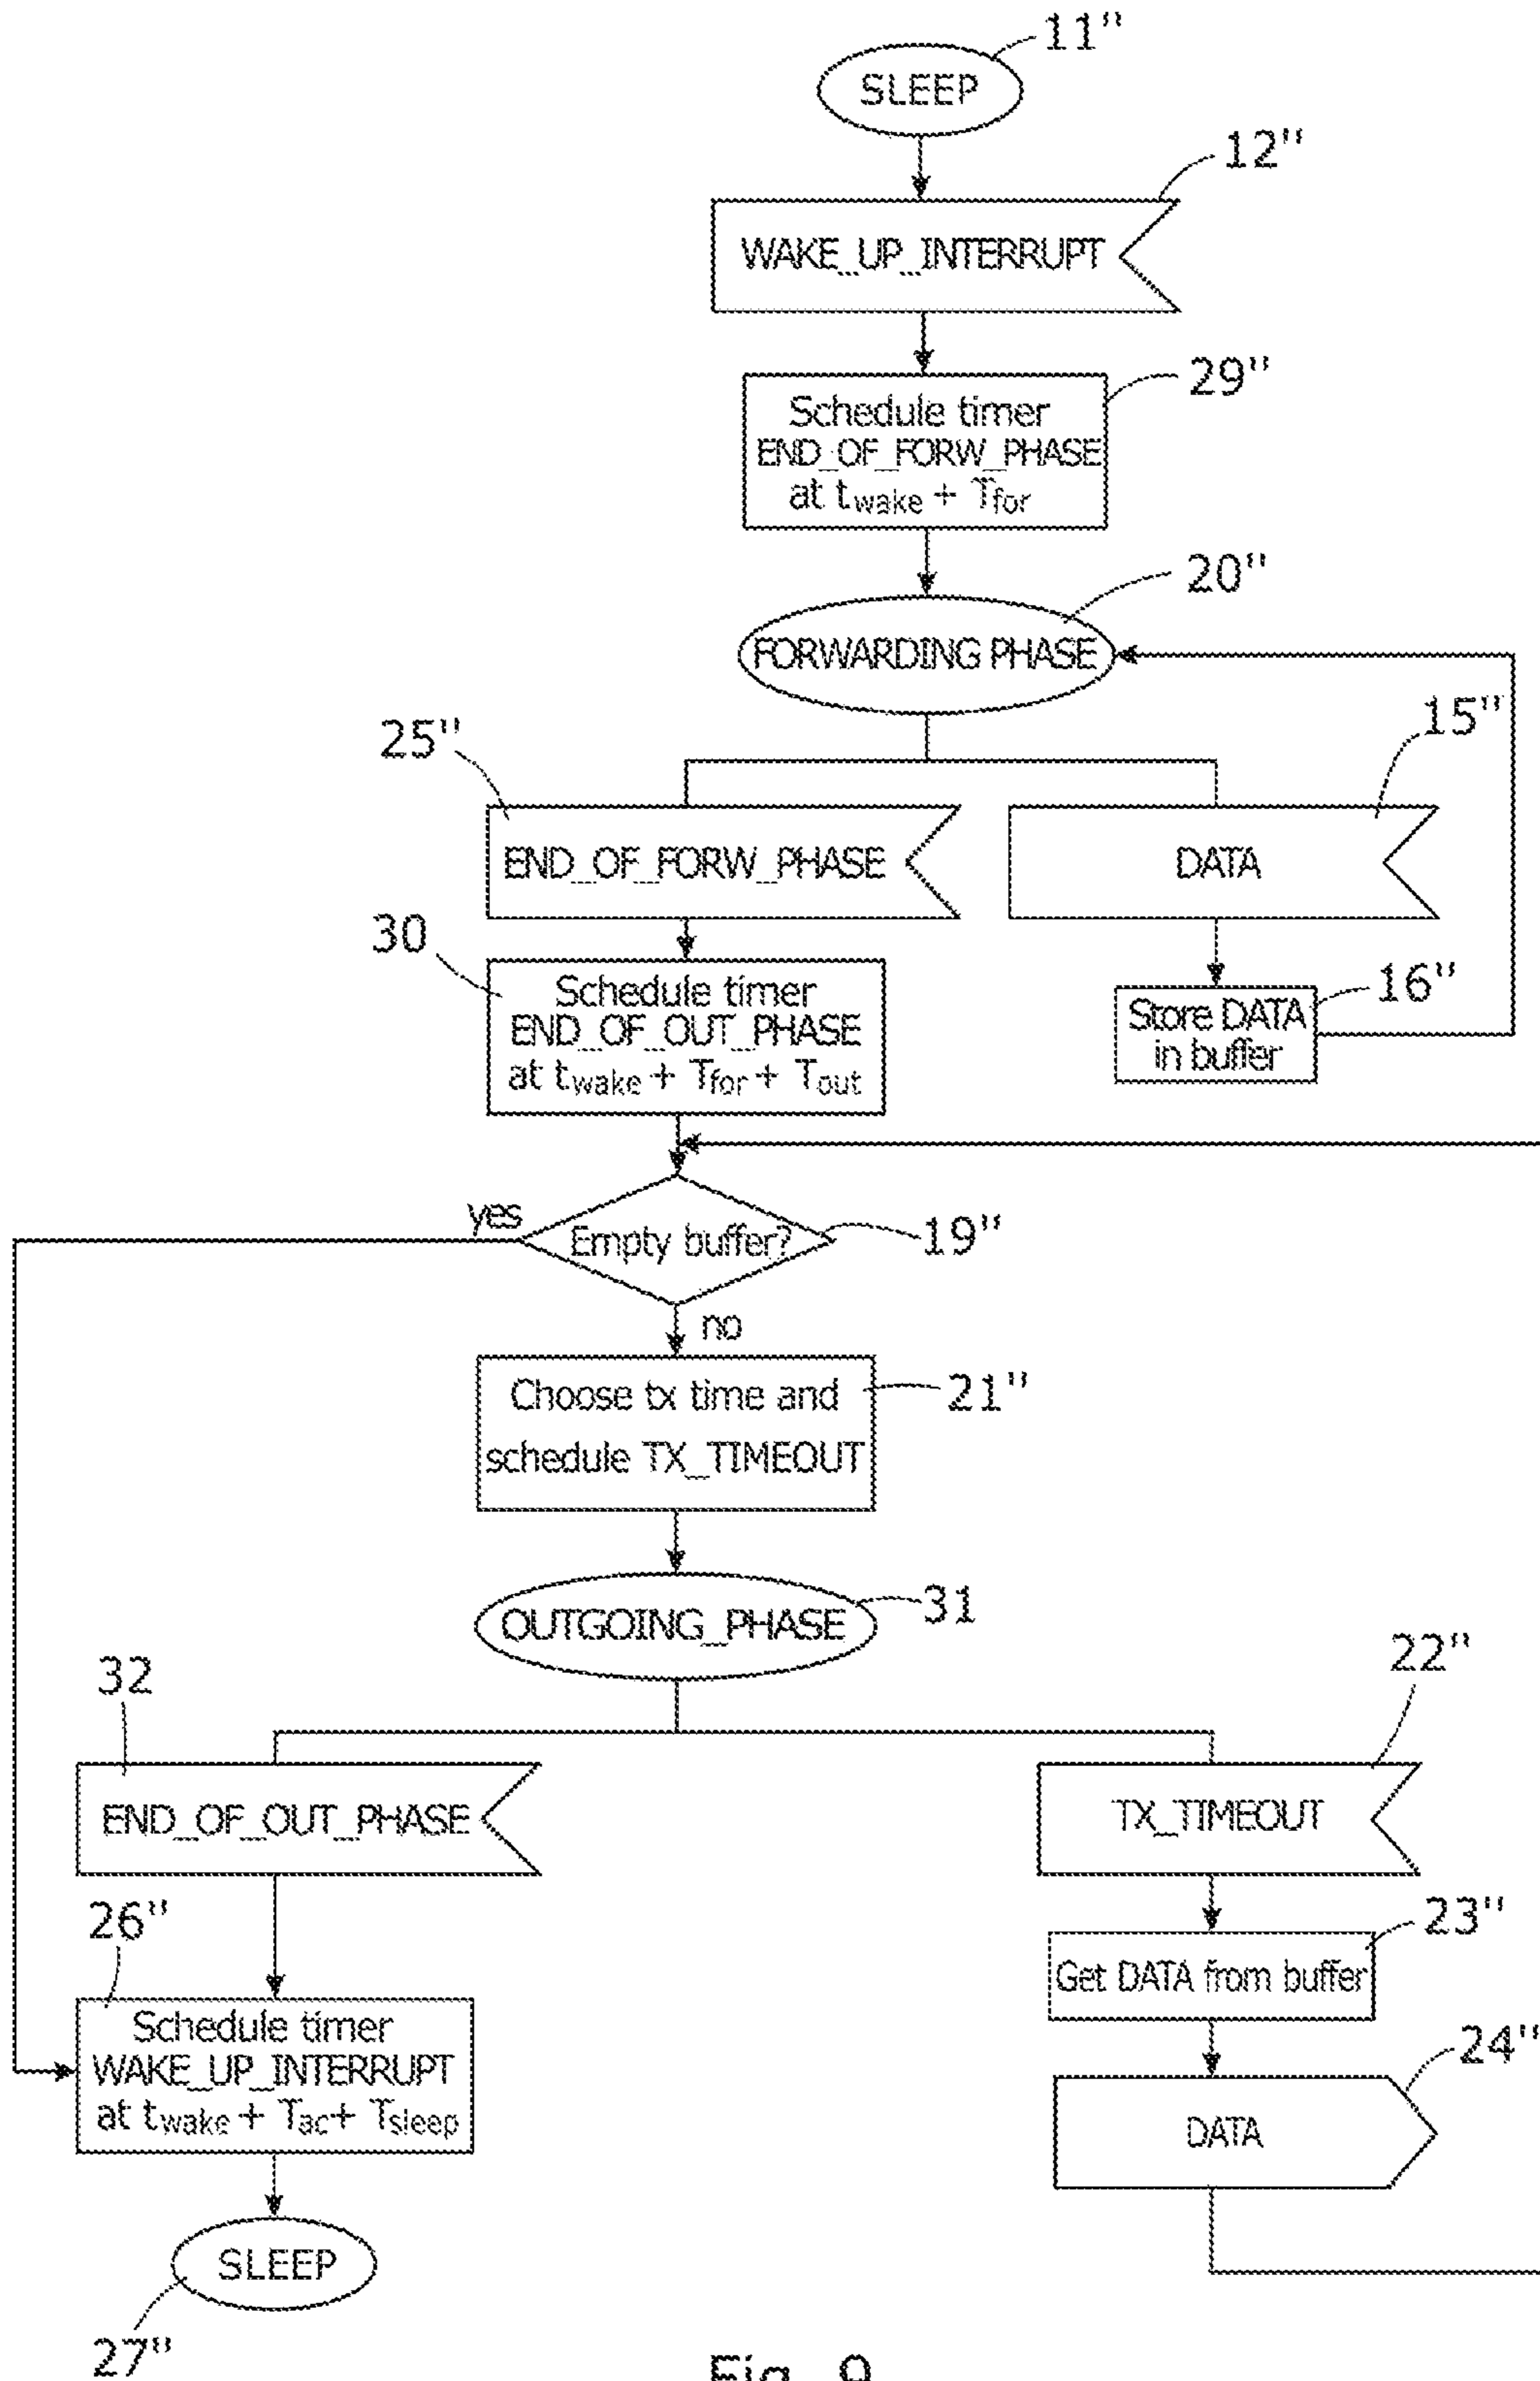 11"
SLEEP
12"
WAKE_UP_INTERRUPT
29"
Schedule timer
END_OF_FORW_PHASE
at twake + Tfor
20"
FORWARDING PHASE
25"
15"
END_OF_FORW_PHASE
DATA
30
16"
Schedule timer
END_OF_OUT_PHASE
at twake + Tfor + Tout
Store DATA
in buffer
yes
Empty buffer?
19"
no
Choose tx time and
schedule TX_TIMEOUT
21"
OUTGOING_PHASE
31
32
22"
END_OF_OUT_PHASE
TX_TIMEOUT
26"
23"
Get DATA from buffer
Schedule timer
WAKE_UP_INTERRUPT
at twake + Tac+ Tsleep
24"
DATA
SLEEP
27"
Fig. 9